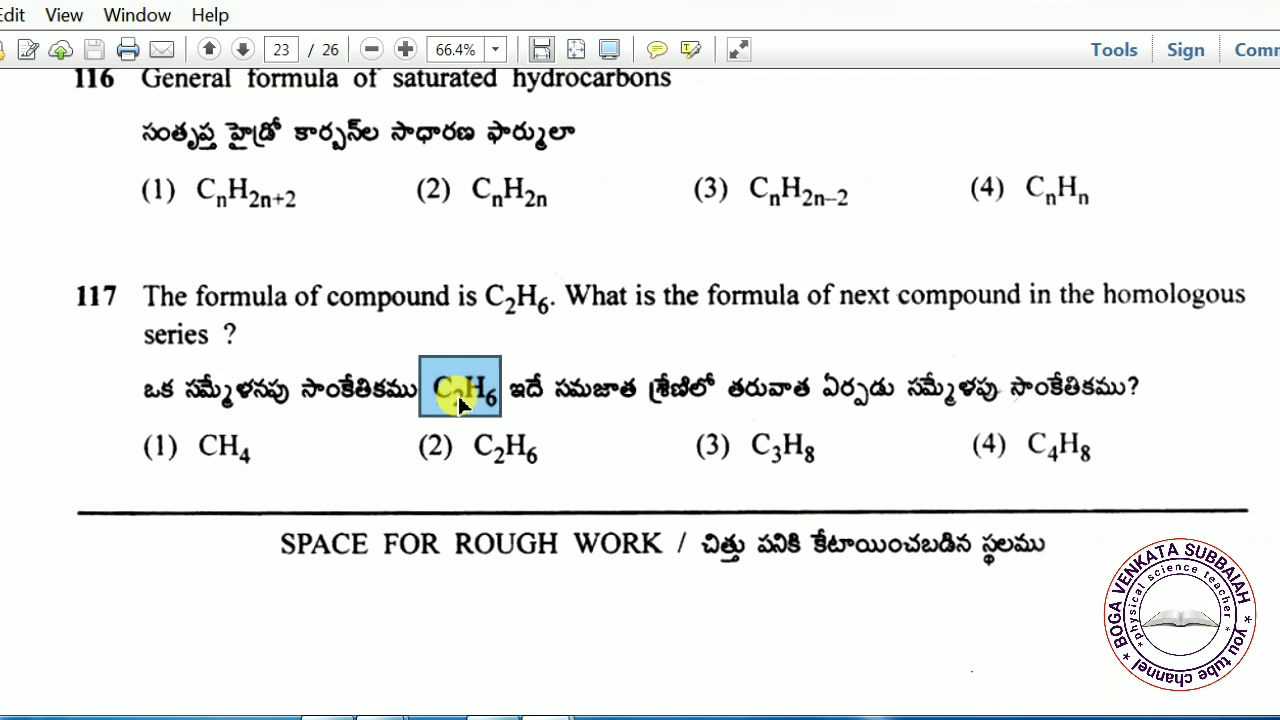 Edit View Window Help
23 / 26 66.4% Tools Sign Comm
116 General formula of saturated hydrocarbons
సంతృప్త హైడ్రో కార్బన్‌ల సాధారణ ఫార్ములా
(1) CₙH₂ₙ₊₂ (2) CₙH₂ₙ (3) CₙH₂ₙ₋₂ (4) CₙHₙ
117 The formula of compound is C₂H₆. What is the formula of next compound in the homologous
series ?
ఒక సమ్మేళనపు సాంకేతికము C₂H₆ ఇదే సమజాత శ్రేణిలో తరువాత ఏర్పడు సమ్మేళపు సాంకేతికము?
(1) CH₄ (2) C₂H₆ (3) C₃H₈ (4) C₄H₈
SPACE FOR ROUGH WORK / చిత్తు పనికి కేటాయించబడిన స్థలము
BOGA VENKATA SUBBAIAH
* physical science teacher *
* you tube channel *